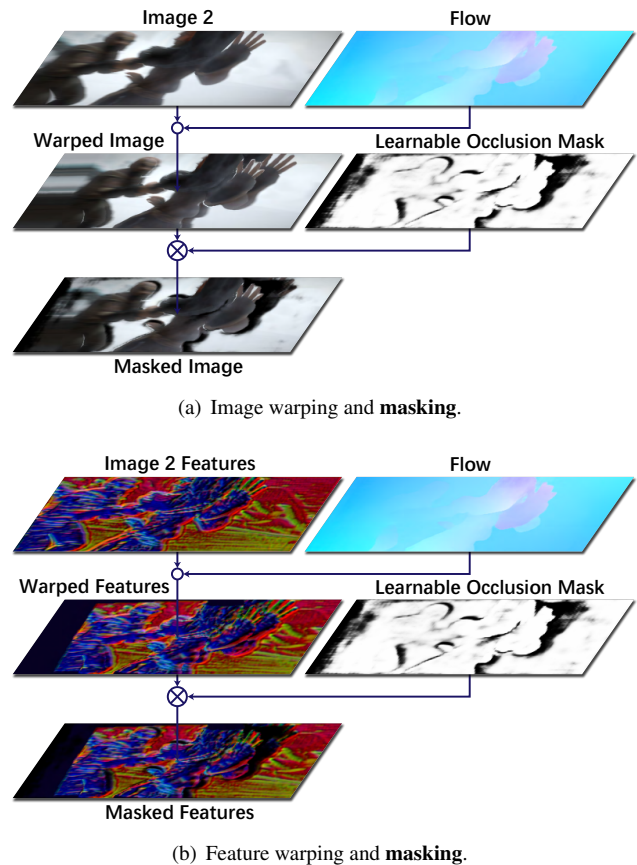 Image 2
Flow
Warped Image
Learnable Occlusion Mask
Masked Image
(a) Image warping and masking.
Image 2 Features
Flow
Warped Features
Learnable Occlusion Mask
Masked Features
(b) Feature warping and masking.